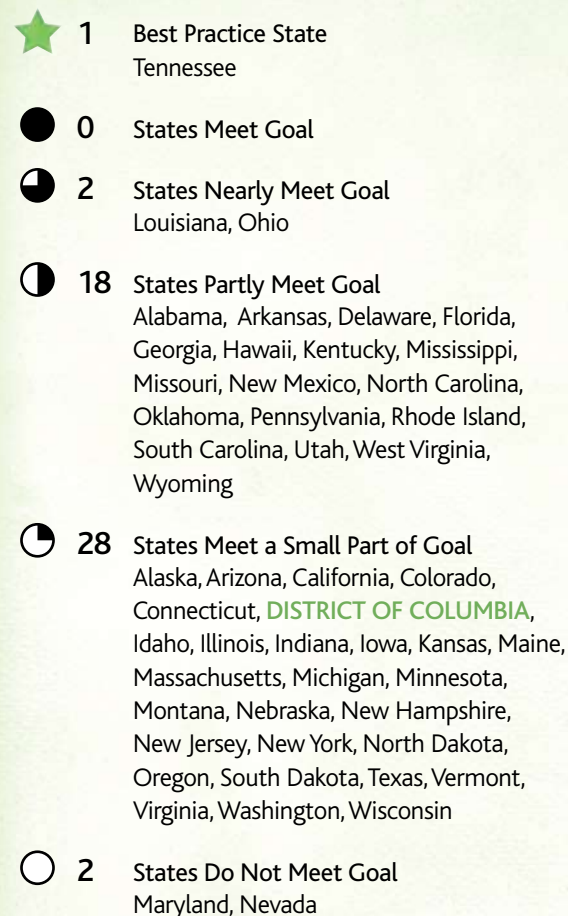 1 Best Practice State
Tennessee
0 States Meet Goal
2 States Nearly Meet Goal
Louisiana, Ohio
18 States Partly Meet Goal
Alabama, Arkansas, Delaware, Florida,
Georgia, Hawaii, Kentucky, Mississippi,
Missouri, New Mexico, North Carolina,
Oklahoma, Pennsylvania, Rhode Island,
South Carolina, Utah, West Virginia,
Wyoming
28 States Meet a Small Part of Goal
Alaska, Arizona, California, Colorado,
Connecticut, DISTRICT OF COLUMBIA,
Idaho, Illinois, Indiana, Iowa, Kansas, Maine,
Massachusetts, Michigan, Minnesota,
Montana, Nebraska, New Hampshire,
New Jersey, New York, North Dakota,
Oregon, South Dakota, Texas, Vermont,
Virginia, Washington, Wisconsin
2 States Do Not Meet Goal
Maryland, Nevada